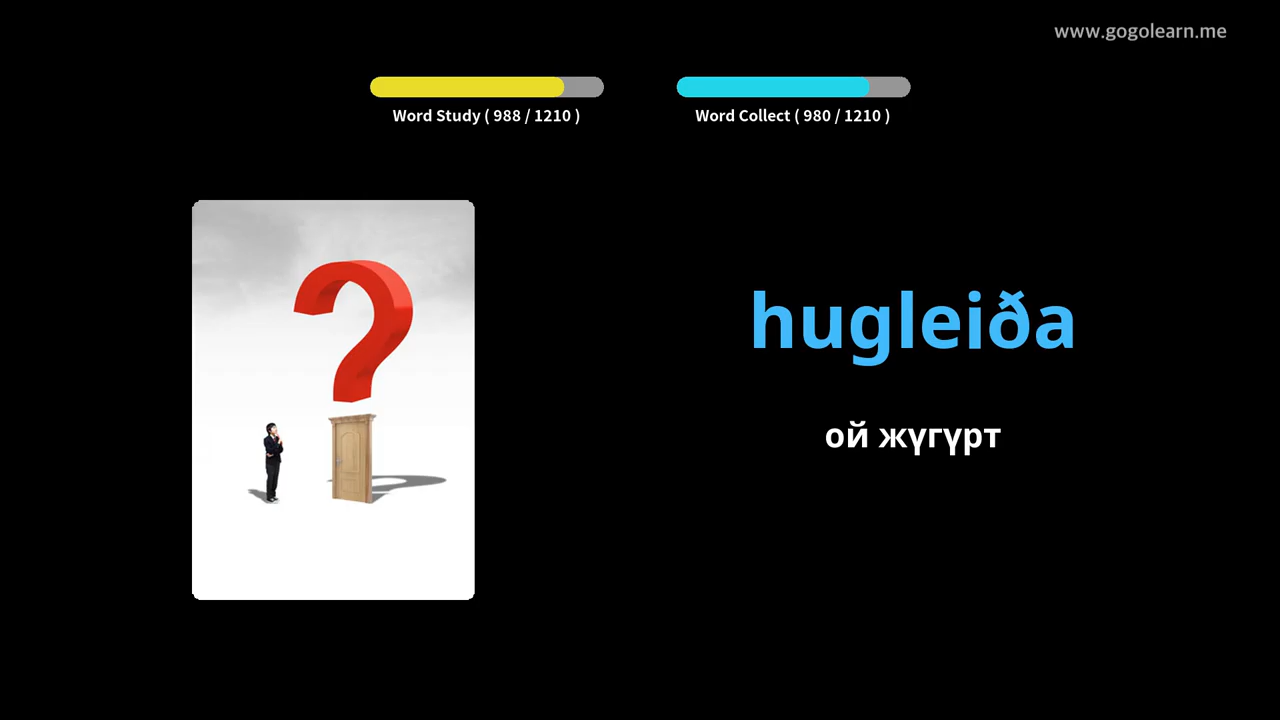 www.gogolearn.me
Word Study ( 988 / 1210 )
Word Collect ( 980 / 1210 )
hugleiða
ой жүгүрт